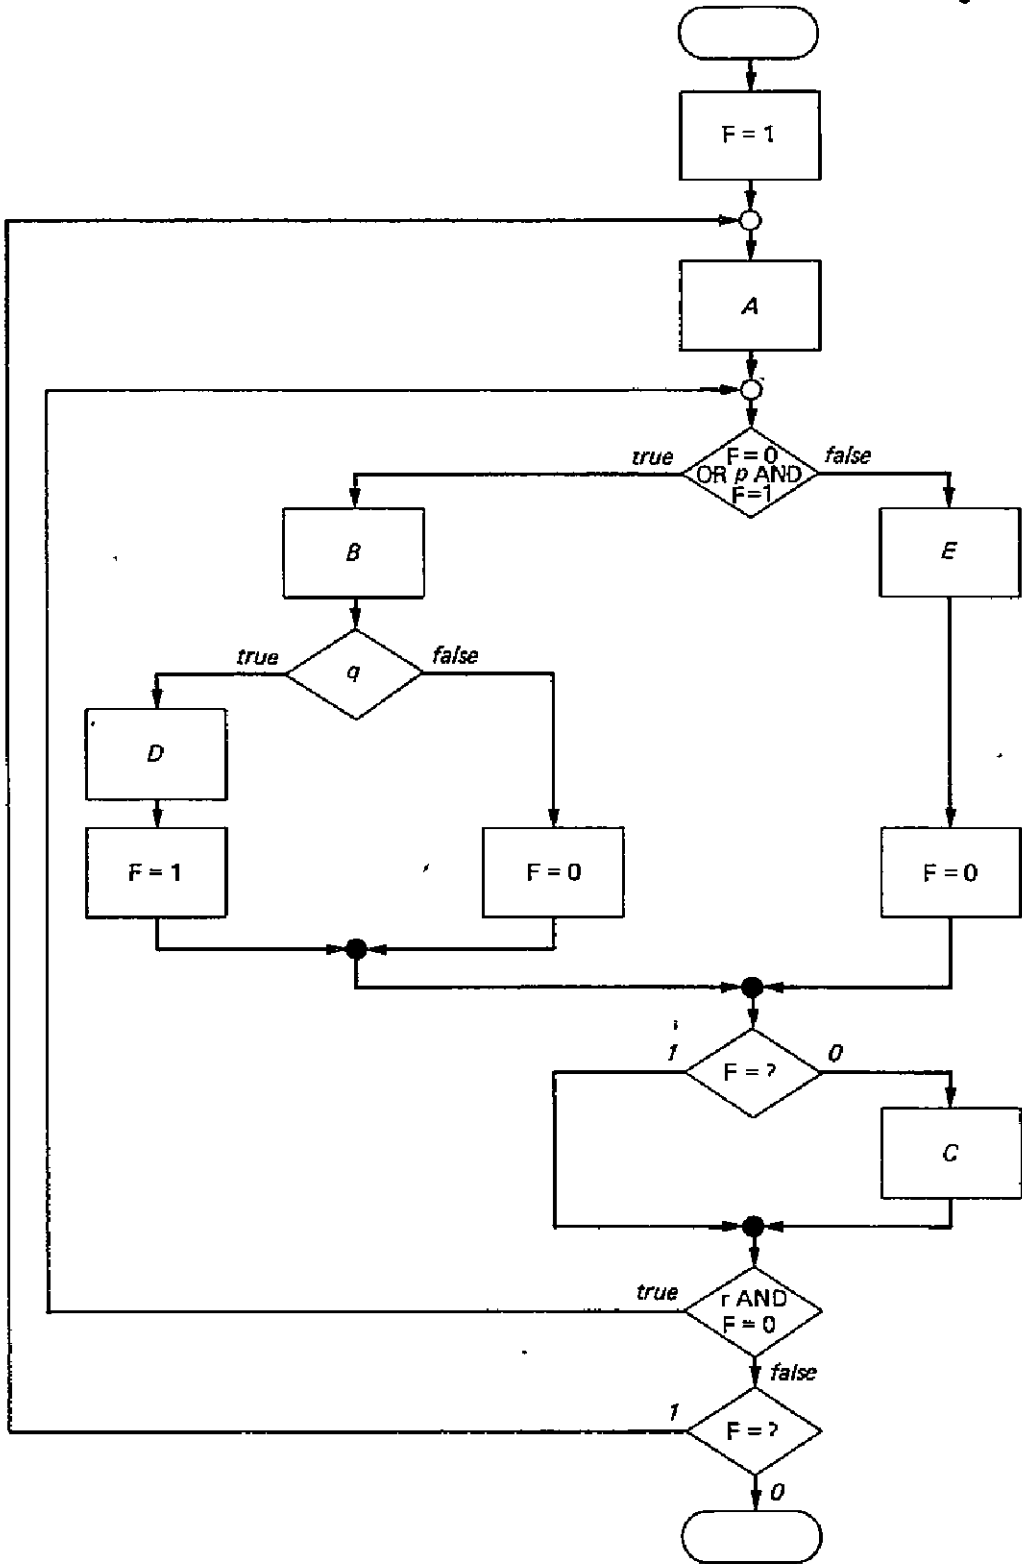 F = 1
A
true
F = 0
OR p AND
F=1
false
B
E
true
q
false
D
F = 1
F = 0
F = 0
1
F = ?
0
C
true
r AND
F = 0
false
1
F = ?
0